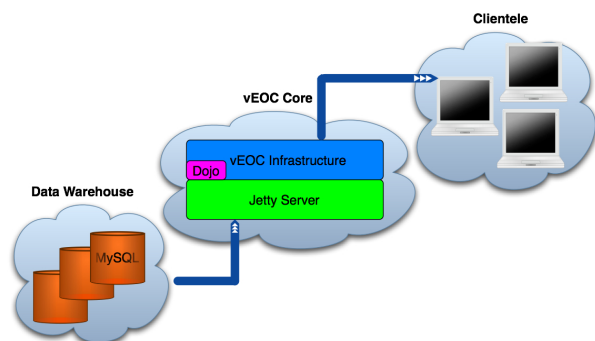 Clientele
vEOC Core
vEOC Infrastructure
Dojo
Jetty Server
Data Warehouse
MySQL